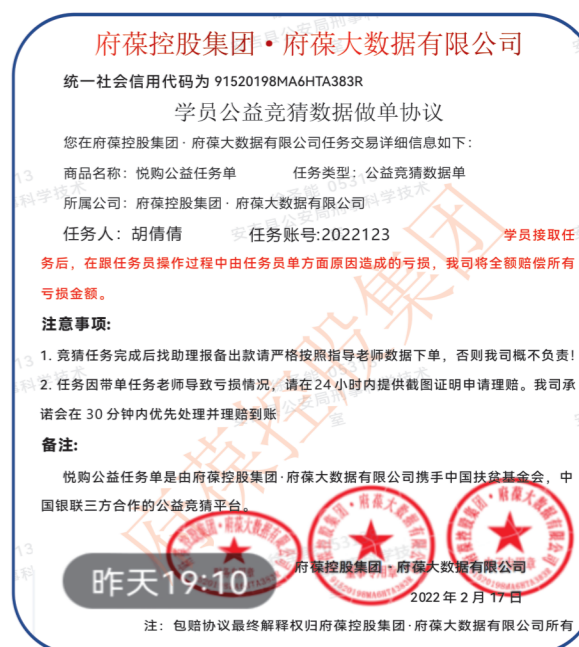 府葆控股集团·府葆大数据有限公司
统一社会信用代码为 91520198MA6HTA383R
学员公益竞猜数据做单协议
您在府葆控股集团·府葆大数据有限公司任务交易详细信息如下：
商品名称：悦购公益任务单 任务类型：公益竞猜数据单
所属公司：府葆控股集团·府葆大数据有限公司
任务人：胡倩倩 任务账号:2022123 学员接取任
务后，在跟任务员操作过程中由任务员单方面原因造成的亏损，我司将全额赔偿所有
亏损金额。
注意事项:
1. 竞猜任务完成后找助理报备出款请严格按照指导老师数据下单，否则我司概不负责!
2. 任务因带单任务老师导致亏损情况，请在24小时内提供截图证明申请理赔。我司承
诺会在 30 分钟内优先处理并理赔到账
备注:
悦购公益任务单是由府葆控股集团·府葆大数据有限公司携手中国扶贫基金会，中
国银联三方合作的公益竞猜平台。
府葆控股集团
昨天19:10
府葆控股集团·府葆大数据有限公司
2022年2月17日
注：包赔协议最终解释权归府葆控股集团·府葆大数据有限公司所有